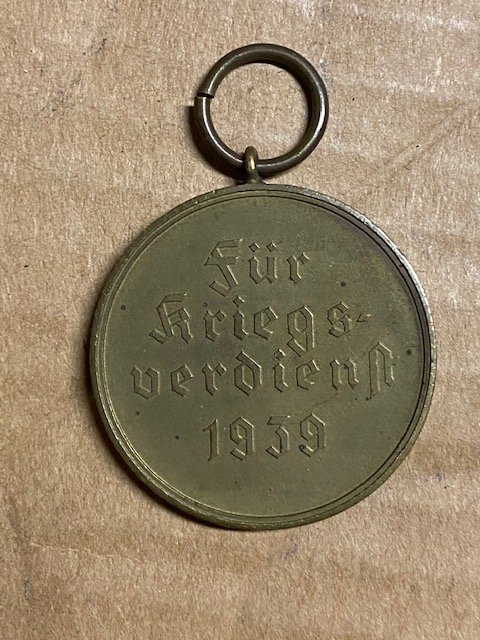 Für
Kriegs-
verdienst
1939